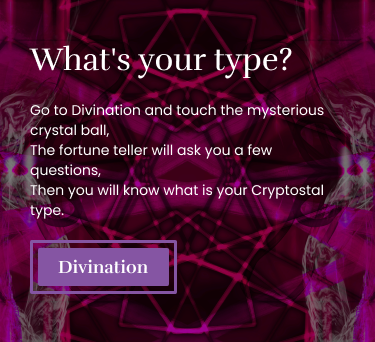 What's your type?
Go to Divination and touch the mysterious
crystal ball,
The fortune teller will ask you a few
questions,
Then you will know what is your Cryptostal
type.
Divination